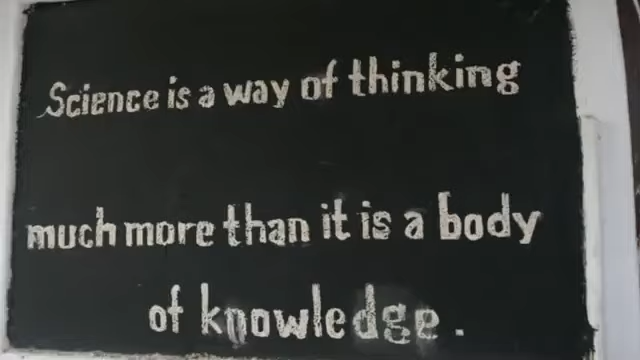 Science is a way of thinking
much more than it is a body
of knowledge.